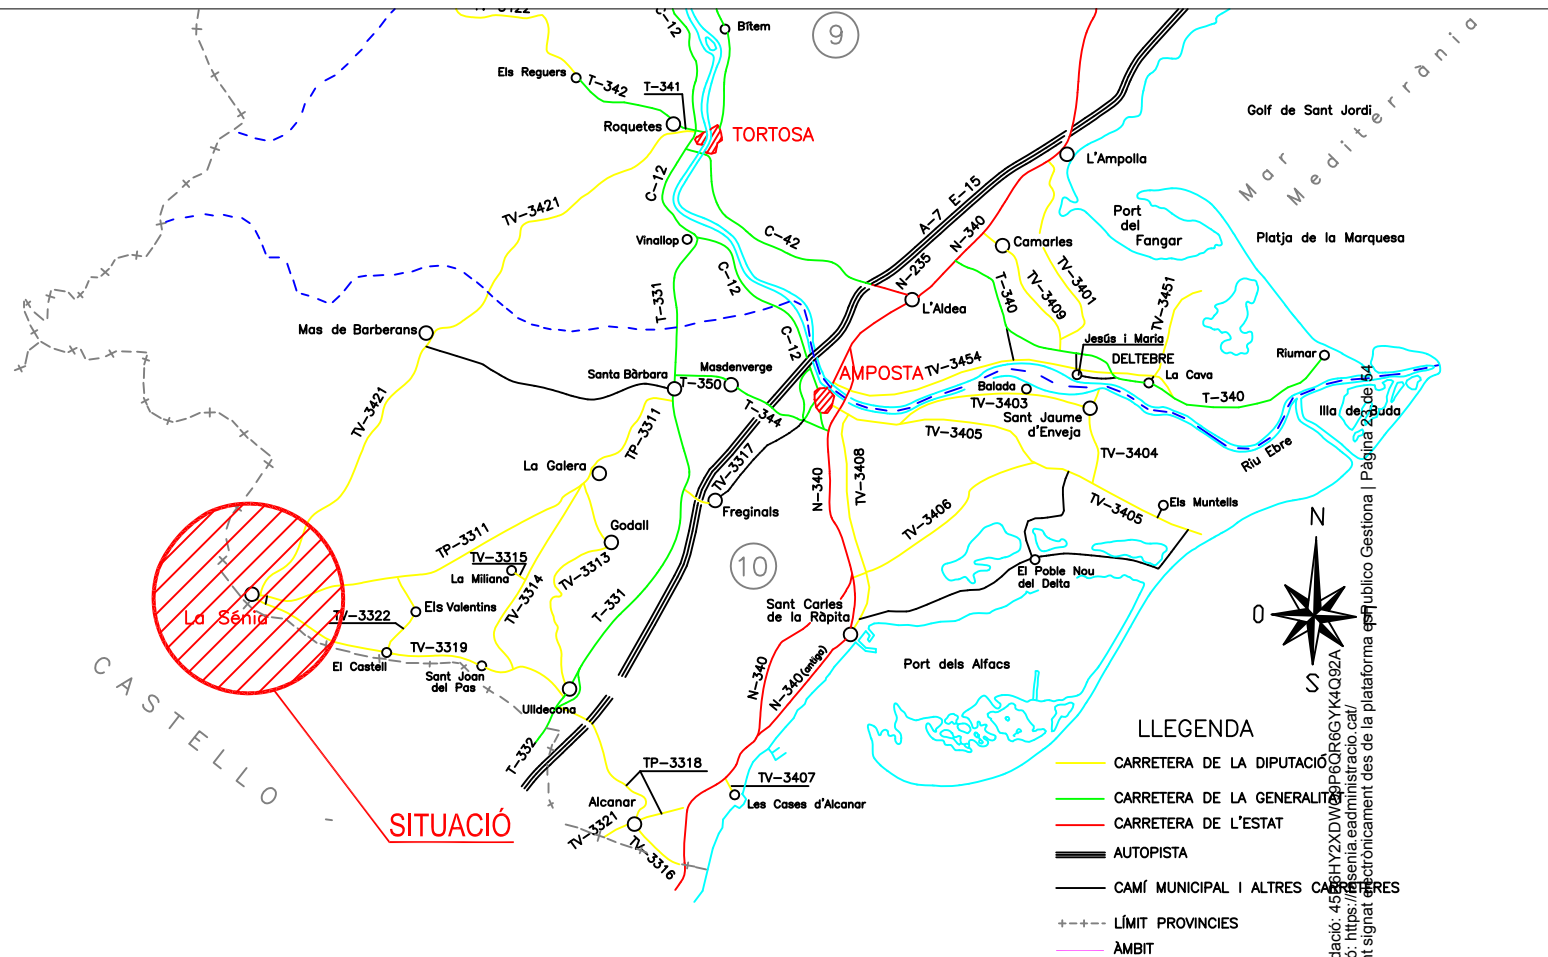 TV-3122
C-12
Bítem
9
Els Reguers
T-342
T-341
Roquetes
TORTOSA
Golf de Sant Jordi
Mar
Mediterrània
L'Ampolla
C-12
A-7 E-15
TV-3421
Port
del
Fangar
N-340
Vinallop
C-42
Camarles
Platja de la Marquesa
C-12
N-235
TV-3401
T-331
T-340
TV-3409
TV-3451
L'Aldea
Mas de Barberans
C-12
Jesús i Maria
Masdenverge
TV-3454
DELTEBRE
Riumar
Santa Bàrbara
T-350
AMPOSTA
La Cava
Balada
TV-3421
TV-3403
T-340
T-344
TP-3311
Sant Jaume
d'Enveja
Illa de Buda
TV-3405
Riu Ebre
TV-3404
La Galera
TV-3317
N-340
TV-3408
Freginals
TV-3405
Els Muntells
TV-3406
Godall
TP-3311
N
TV-3315
La Miliana
TV-3313
10
El Poble Nou
del Delta
TV-3314
T-331
Els Valentins
Sant Carles
de la Ràpita
O
La Sénia
TV-3322
TV-3319
El Castell
Sant Joan
del Pas
N-340
N-340(antiga)
Port dels Alfacs
S
CASTELLO -
Ulldecona
T-332
TP-3318
TV-3407
Alcanar
Les Cases d'Alcanar
TV-3321
TV-3316
SITUACIÓ
LLEGENDA
CARRETERA DE LA DIPUTACIÓ
CARRETERA DE LA GENERALITAT
CARRETERA DE L'ESTAT
AUTOPISTA
CAMÍ MUNICIPAL I ALTRES CARRETERES
LÍMIT PROVINCIES
ÀMBIT